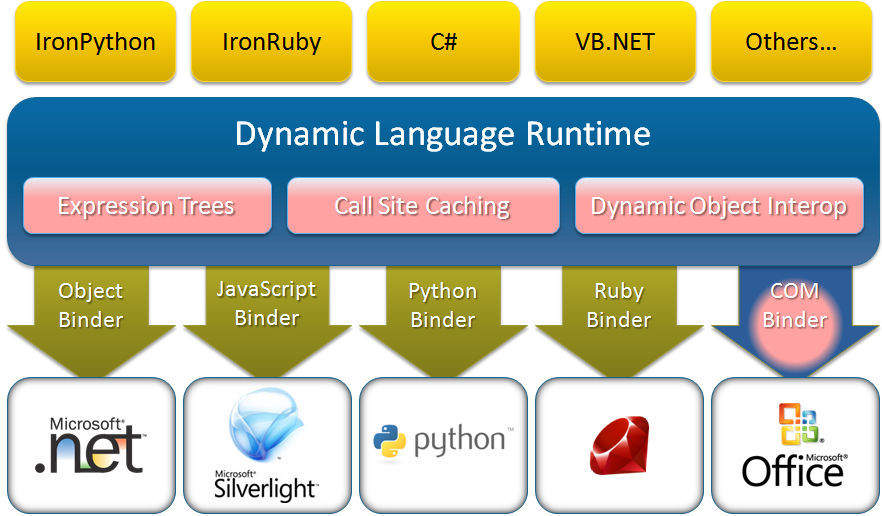 IronPython
IronRuby
C#
VB.NET
Others...
Dynamic Language Runtime
Expression Trees
Call Site Caching
Dynamic Object Interop
Object
Binder
JavaScript
Binder
Python
Binder
Ruby
Binder
COM
Binder
Microsoft®
.net™
Microsoft®
Silverlight™
python™
®
Microsoft®
Office